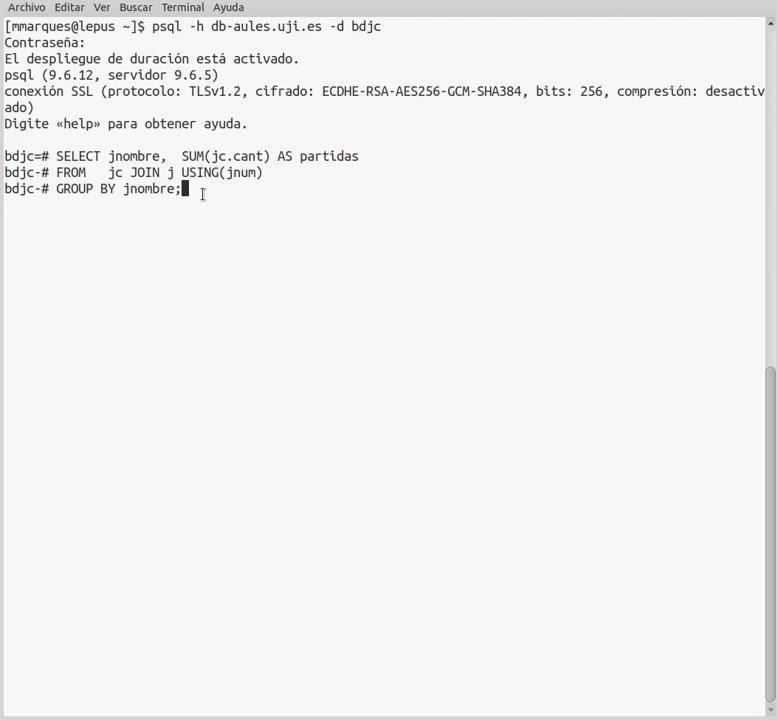 Archivo Editar Ver Buscar Terminal Ayuda
[mmarques@lepus ~]$ psql -h db-aules.uji.es -d bdjc
Contraseña:
El despliegue de duración está activado.
psql (9.6.12, servidor 9.6.5)
conexión SSL (protocolo: TLSv1.2, cifrado: ECDHE-RSA-AES256-GCM-SHA384, bits: 256, compresión: desactiv
ado)
Digite «help» para obtener ayuda.
bdjc=# SELECT jnombre,  SUM(jc.cant) AS partidas
bdjc-# FROM   jc JOIN j USING(jnum)
bdjc-# GROUP BY jnombre;